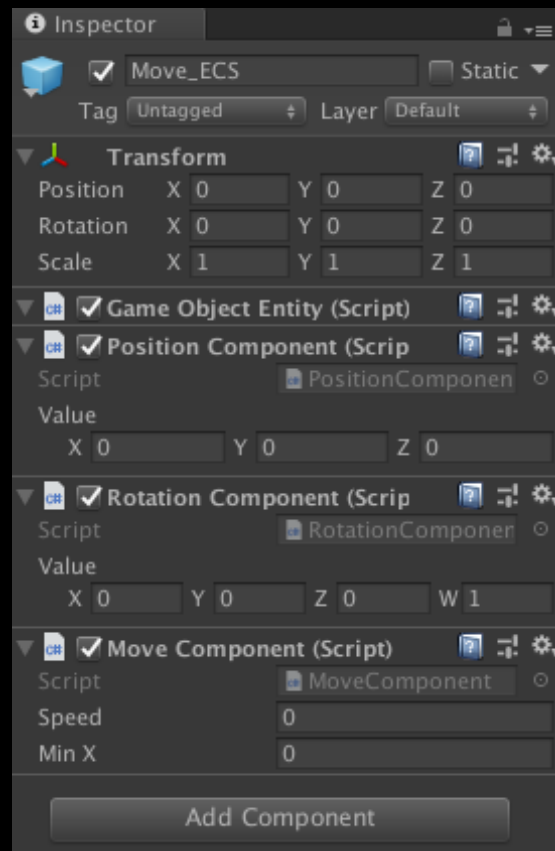 Inspector
Move_ECS Static
Tag Untagged Layer Default
Transform
Position X 0 Y 0 Z 0
Rotation X 0 Y 0 Z 0
Scale X 1 Y 1 Z 1
c# Game Object Entity (Script)
c# Position Component (Scrip
Script PositionComponen
Value
X 0 Y 0 Z 0
c# Rotation Component (Scrip
Script RotationComponen
Value
X 0 Y 0 Z 0 W 1
c# Move Component (Script)
Script MoveComponent
Speed 0
Min X 0
Add Component